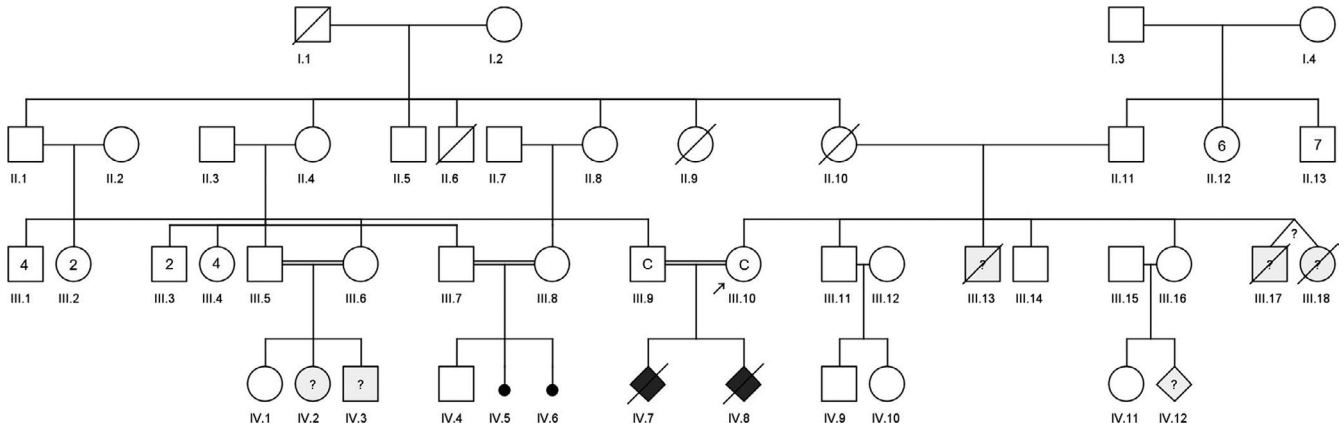 I.1 I.2 I.3 I.4
6 7
II.1 II.2 II.3 II.4 II.5 II.6 II.7 II.8 II.9 II.10 II.11 II.12 II.13
?
4 2 2 4 C C ? ? ?
III.1 III.2 III.3 III.4 III.5 III.6 III.7 III.8 III.9 III.10 III.11 III.12 III.13 III.14 III.15 III.16 III.17 III.18
? ? ?
IV.1 IV.2 IV.3 IV.4 IV.5 IV.6 IV.7 IV.8 IV.9 IV.10 IV.11 IV.12